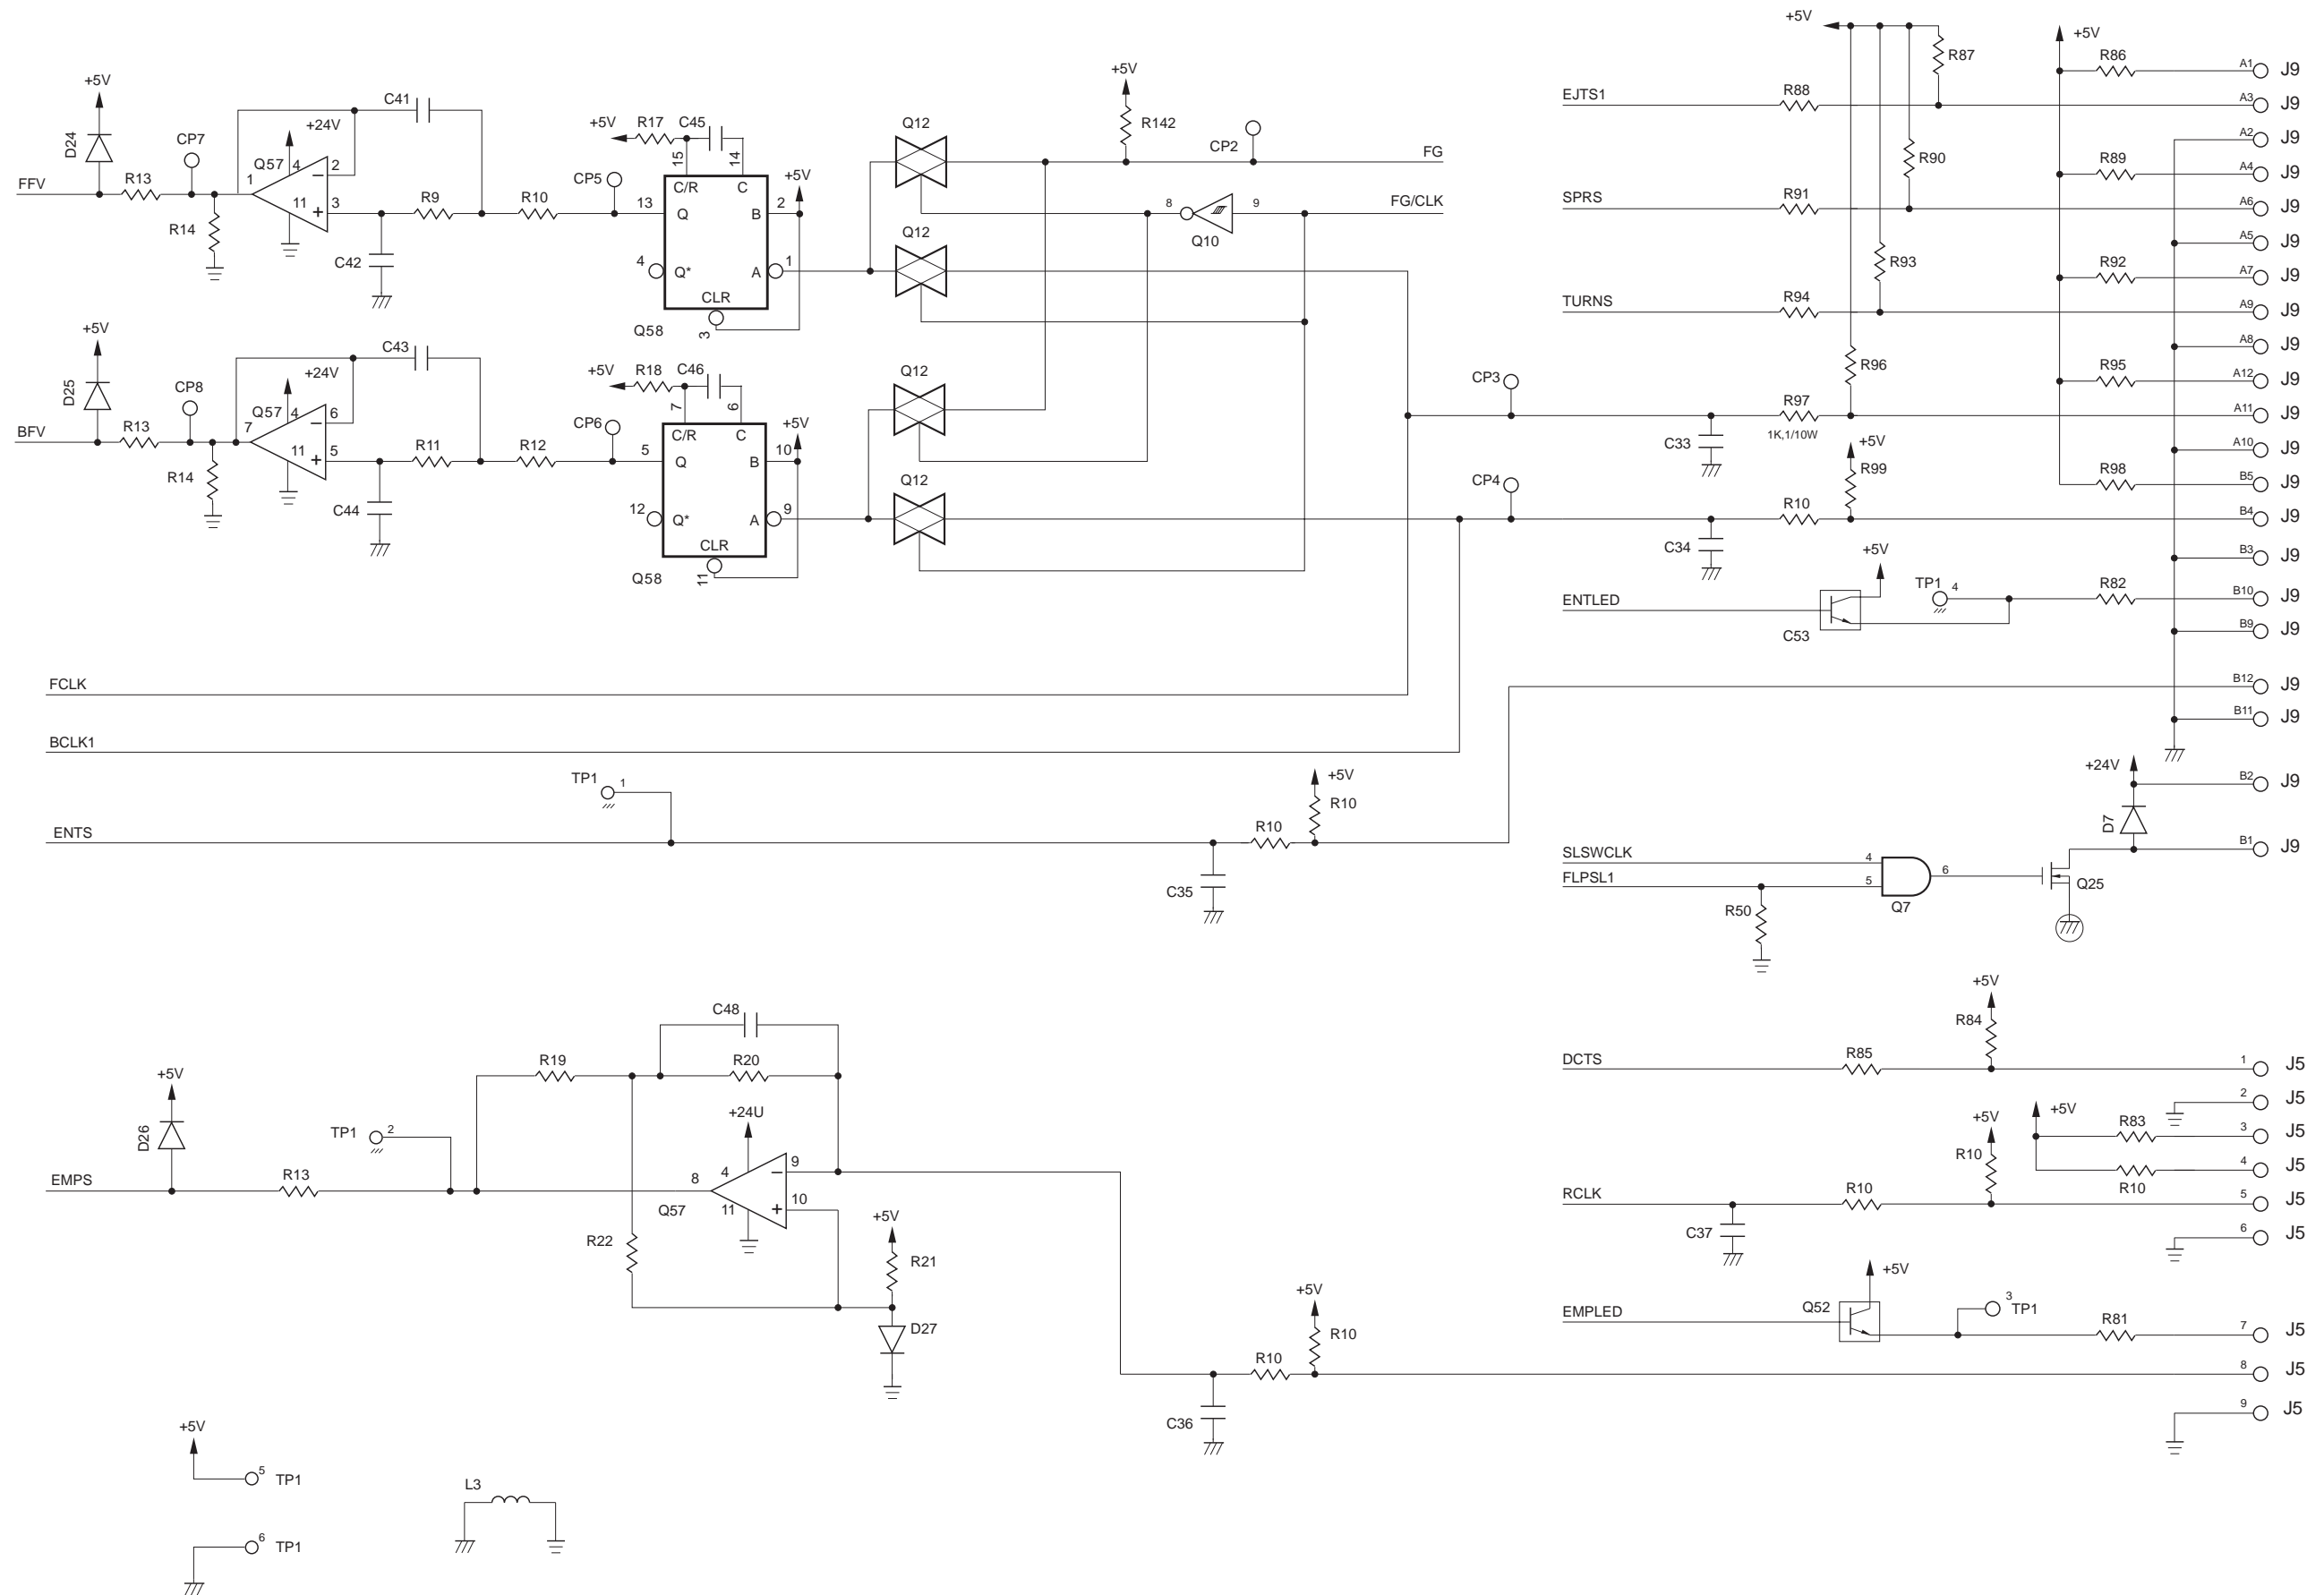 +5V
D24
CP7
FFV
R13
R14
Q57
+24V
4
1
2
11
3
C41
R9
R10
C42
CP5
+5V
R17
C45
15
14
C/R
C
+5V
13
Q
B
2
4
Q*
A
1
CLR
3
Q58
Q12
Q12
+5V
R142
CP2
FG
8
9
Q10
FG/CLK
+5V
D25
CP8
BFV
R13
R14
Q57
+24V
4
7
6
11
5
C43
R11
R12
C44
CP6
+5V
R18
C46
7
6
C/R
C
+5V
5
Q
B
10
12
Q*
A
9
CLR
11
Q58
Q12
Q12
+5V
R87
+5V
R86
A1
J9
EJTS1
R88
A3
J9
A2
J9
R90
R89
A4
J9
SPRS
R91
A6
J9
A5
J9
R93
R92
A7
J9
TURNS
R94
A9
J9
A8
J9
R96
R95
A12
J9
CP3
R97
1K,1/10W
A11
J9
C33
+5V
R99
A10
J9
CP4
R98
B5
J9
R10
B4
J9
C34
+5V
B3
J9
ENTLED
C53
TP1
4
R82
B10
J9
B9
J9
FCLK
B12
J9
B11
J9
BCLK1
TP1
1
+5V
R10
ENTS
R10
C35
+24V
B2
J9
D7
B1
J9
SLSWCLK
4
FLPSL1
5
6
Q7
R50
Q25
C48
R19
R20
+5V
D26
TP1
2
+24U
4
9
EMPS
R13
8
Q57
11
10
R22
+5V
R21
D27
+5V
R84
DCTS
R85
1
J5
2
J5
+5V
+5V
R83
3
J5
R10
4
J5
R10
RCLK
R10
5
J5
C37
6
J5
+5V
EMPLED
Q52
3
TP1
R81
7
J5
+5V
R10
R10
8
J5
C36
9
J5
+5V
5
TP1
L3
6
TP1